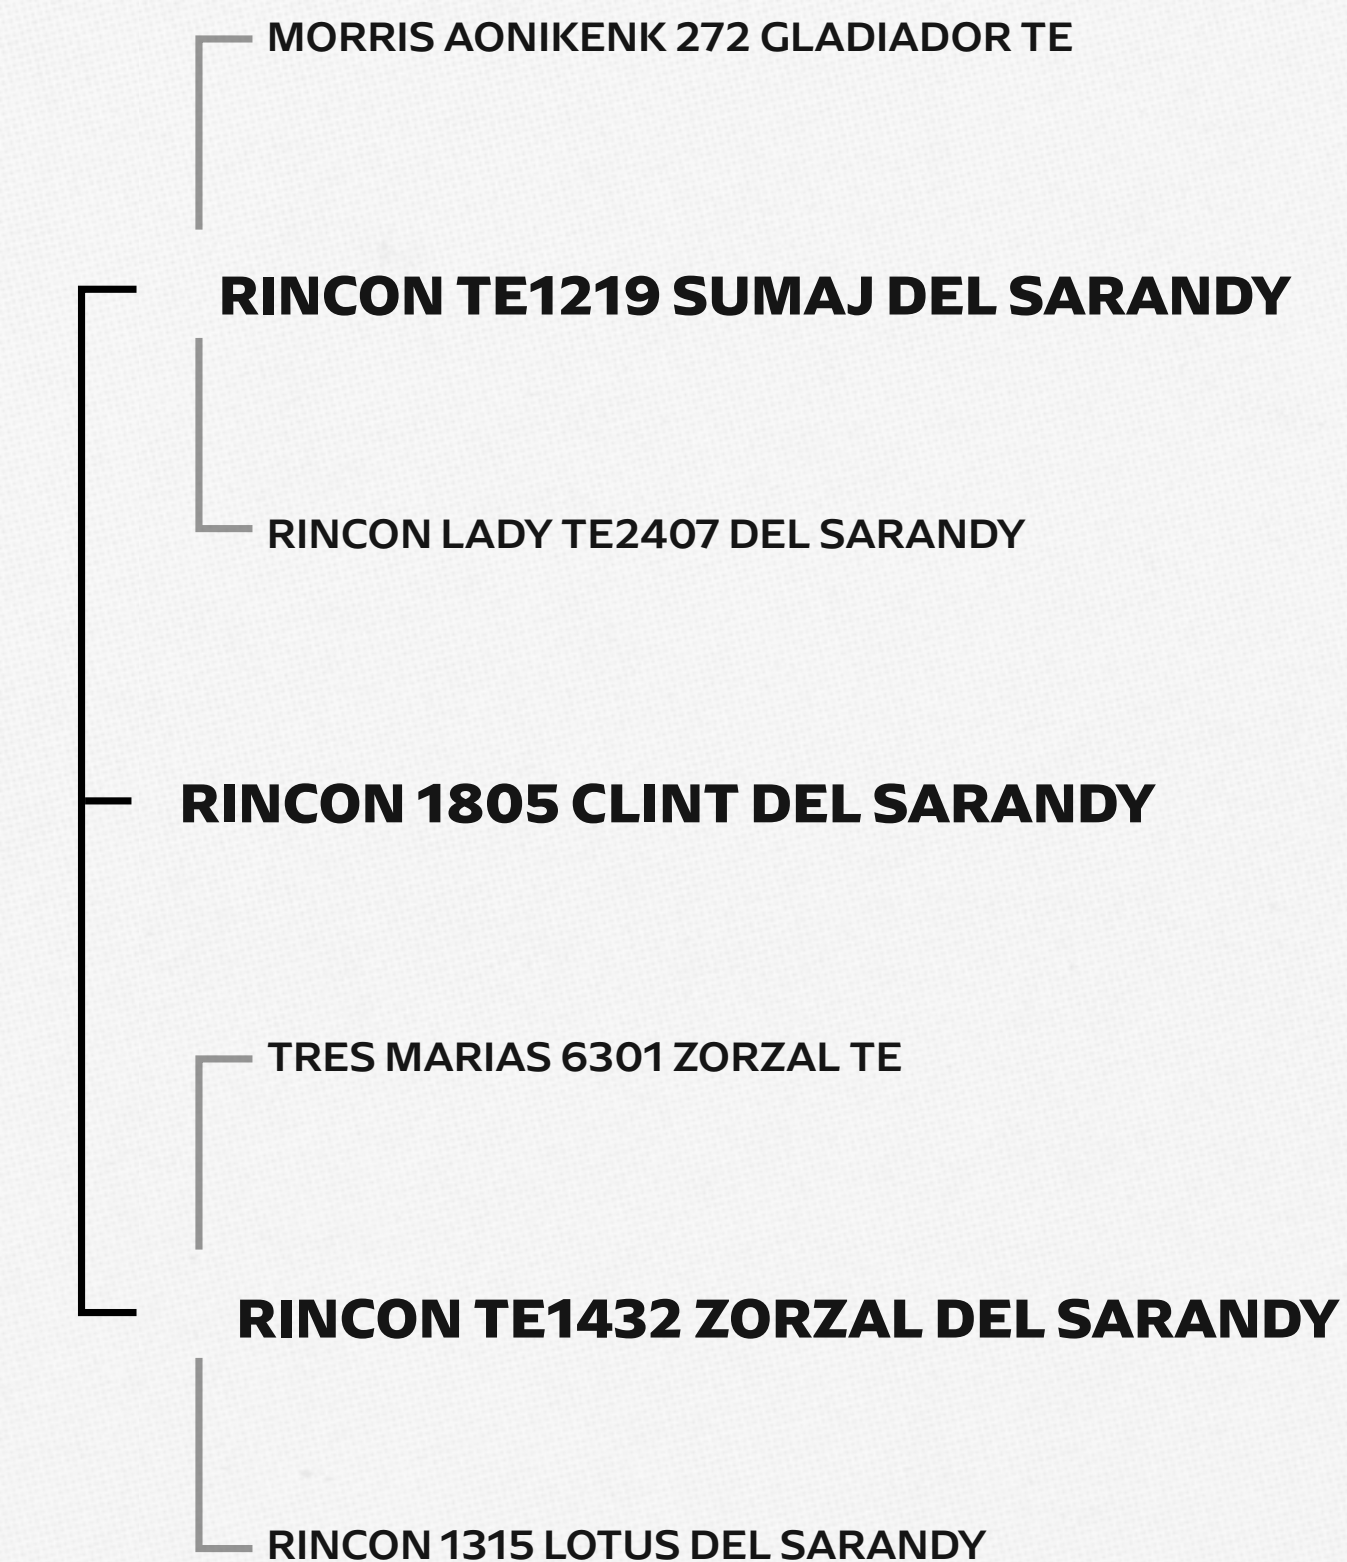 MORRIS AONIKENK 272 GLADIADOR TE
RINCON TE1219 SUMAJ DEL SARANDY
RINCON LADY TE2407 DEL SARANDY
RINCON 1805 CLINT DEL SARANDY
TRES MARIAS 6301 ZORZAL TE
RINCON TE1432 ZORZAL DEL SARANDY
RINCON 1315 LOTUS DEL SARANDY